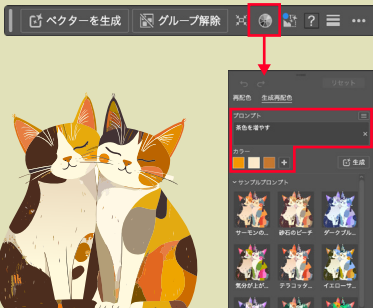 ベクターを生成 グループ解除 ?
リセット
再配色 生成再配色
プロンプト
茶色を増やす
カラー
生成
サンプルプロンプト
サーモンの... 砂石のビーチ ダークブル...
気分が上が... テラコッタ... イエローサ...